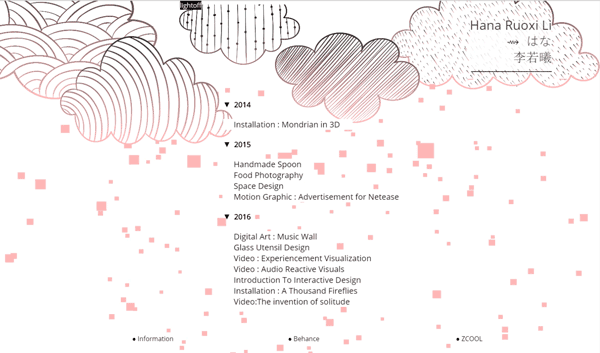 lightoff
Hana Ruoxi Li
はな
李若曦
▼ 2014
Installation : Mondrian in 3D
▼ 2015
Handmade Spoon
Food Photography
Space Design
Motion Graphic : Advertisement for Netease
▼ 2016
Digital Art : Music Wall
Glass Utensil Design
Video : Experiencement Visualization
Video : Audio Reactive Visuals
Introduction To Interactive Design
Installation : A Thousand Fireflies
Video:The invention of solitude
● Information
● Behance
● ZCOOL